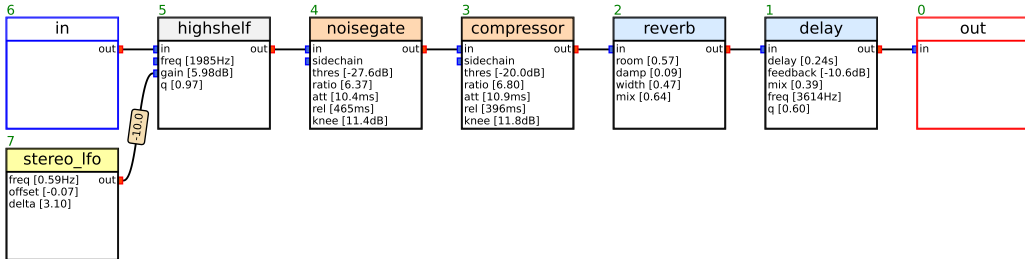 6
in
out
5
highshelf
in out
freq [1985Hz]
gain [5.98dB]
q [0.97]
4
noisegate
in out
sidechain
thres [-27.6dB]
ratio [6.37]
att [10.4ms]
rel [465ms]
knee [11.4dB]
3
compressor
in out
sidechain
thres [-20.0dB]
ratio [6.80]
att [10.9ms]
rel [396ms]
knee [11.8dB]
2
reverb
in out
room [0.57]
damp [0.09]
width [0.47]
mix [0.64]
1
delay
in out
delay [0.24s]
feedback [-10.6dB]
mix [0.39]
freq [3614Hz]
q [0.60]
0
out
in
-10.0
7
stereo_lfo
freq [0.59Hz] out
offset [-0.07]
delta [3.10]